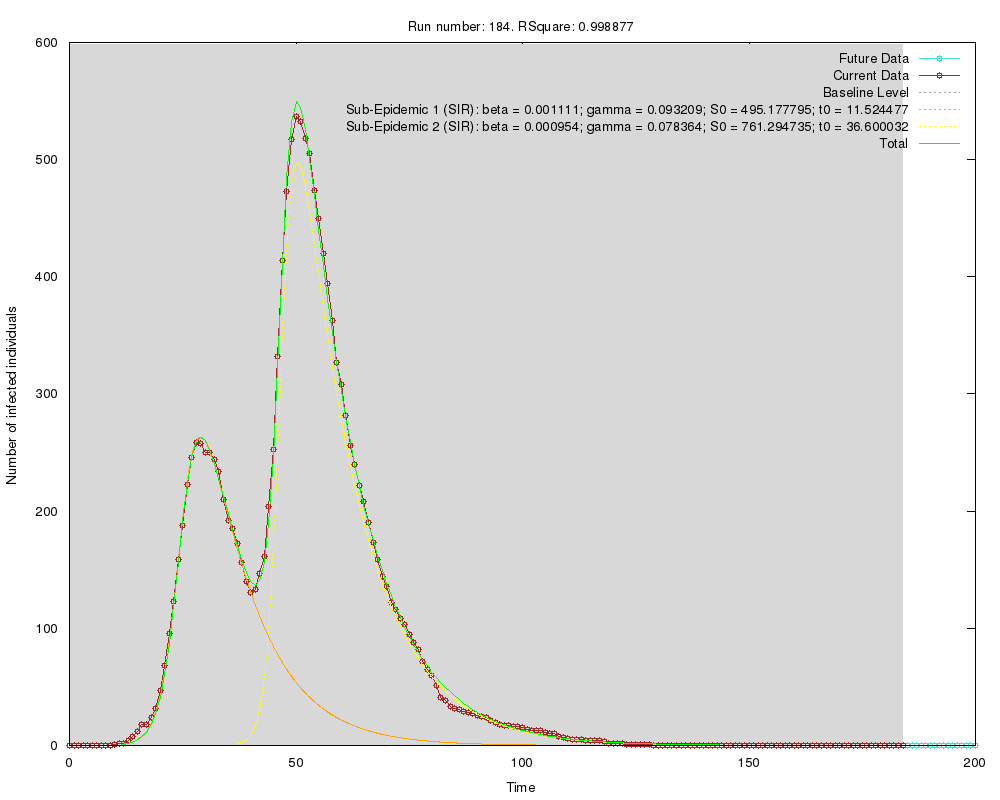 Run number: 184. RSquare: 0.998877
600
500
400
300
200
100
0
Number of infected individuals
Future Data
Current Data
Baseline Level
Sub-Epidemic 1 (SIR): beta = 0.001111; gamma = 0.093209; S0 = 495.177795; t0 = 11.524477
Sub-Epidemic 2 (SIR): beta = 0.000954; gamma = 0.078364; S0 = 761.294735; t0 = 36.600032
Total
0 50 100 150 200
Time